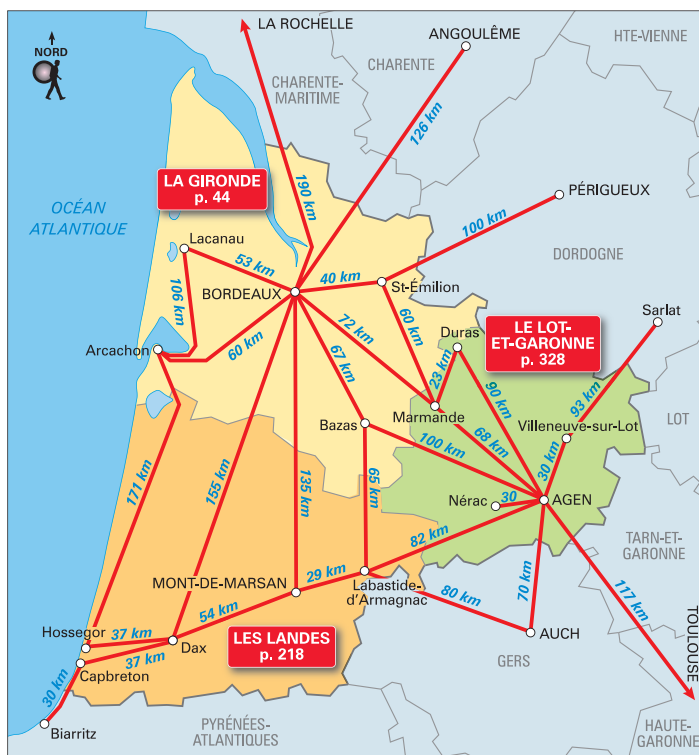 LA ROCHELLE
NORD
ANGOULÊME
HTE-VIENNE
CHARENTE
CHARENTE-
MARITIME
126 km
LA GIRONDE
p. 44
190 km
PÉRIGUEUX
OCÉAN
ATLANTIQUE
100 km
Lacanau
DORDOGNE
53 km
40 km
St-Émilion
BORDEAUX
106 km
60 km
72 km
60 km
Duras
LE LOT-
ET-GARONNE
p. 328
Sarlat
Arcachon
67 km
23 km
90 km
93 km
Marmande
LOT
Bazas
Villeneuve-sur-Lot
100 km
68 km
30 km
171 km
155 km
135 km
65 km
Nérac
30
AGEN
82 km
TARN-ET-
GARONNE
MONT-DE-MARSAN
29 km
Labastide-
d'Armagnac
80 km
70 km
117 km
54 km
Hossegor
37 km
Dax
LES LANDES
p. 218
AUCH
TOULOUSE
37 km
Capbreton
GERS
30 km
Biarritz
PYRÉNÉES-
ATLANTIQUES
HAUTE-
GARONNE